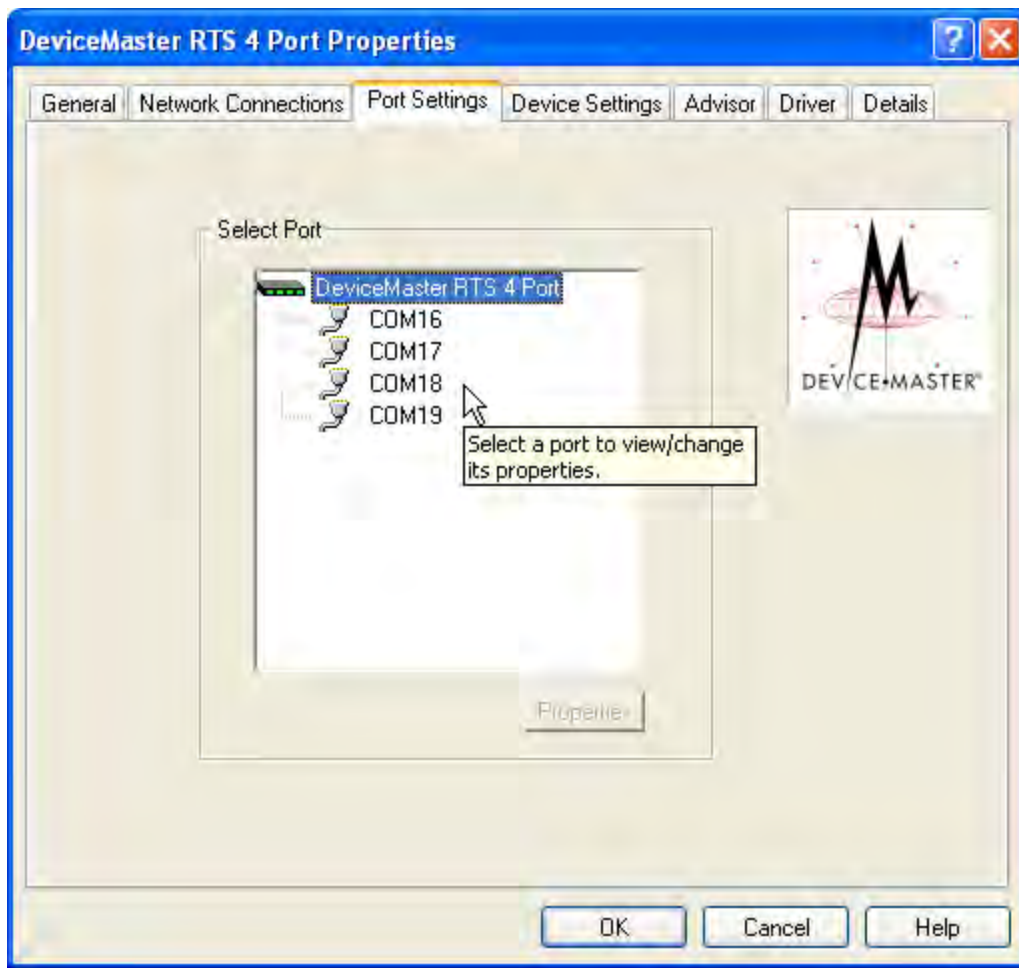 DeviceMaster RTS 4 Port Properties
General Network Connections Port Settings Device Settings Advisor Driver Details
Select Port
DeviceMaster RTS 4 Port
COM16
COM17
COM18
COM19
Select a port to view/change
its properties.
DEVICE•MASTER®
Properties
OK Cancel Help